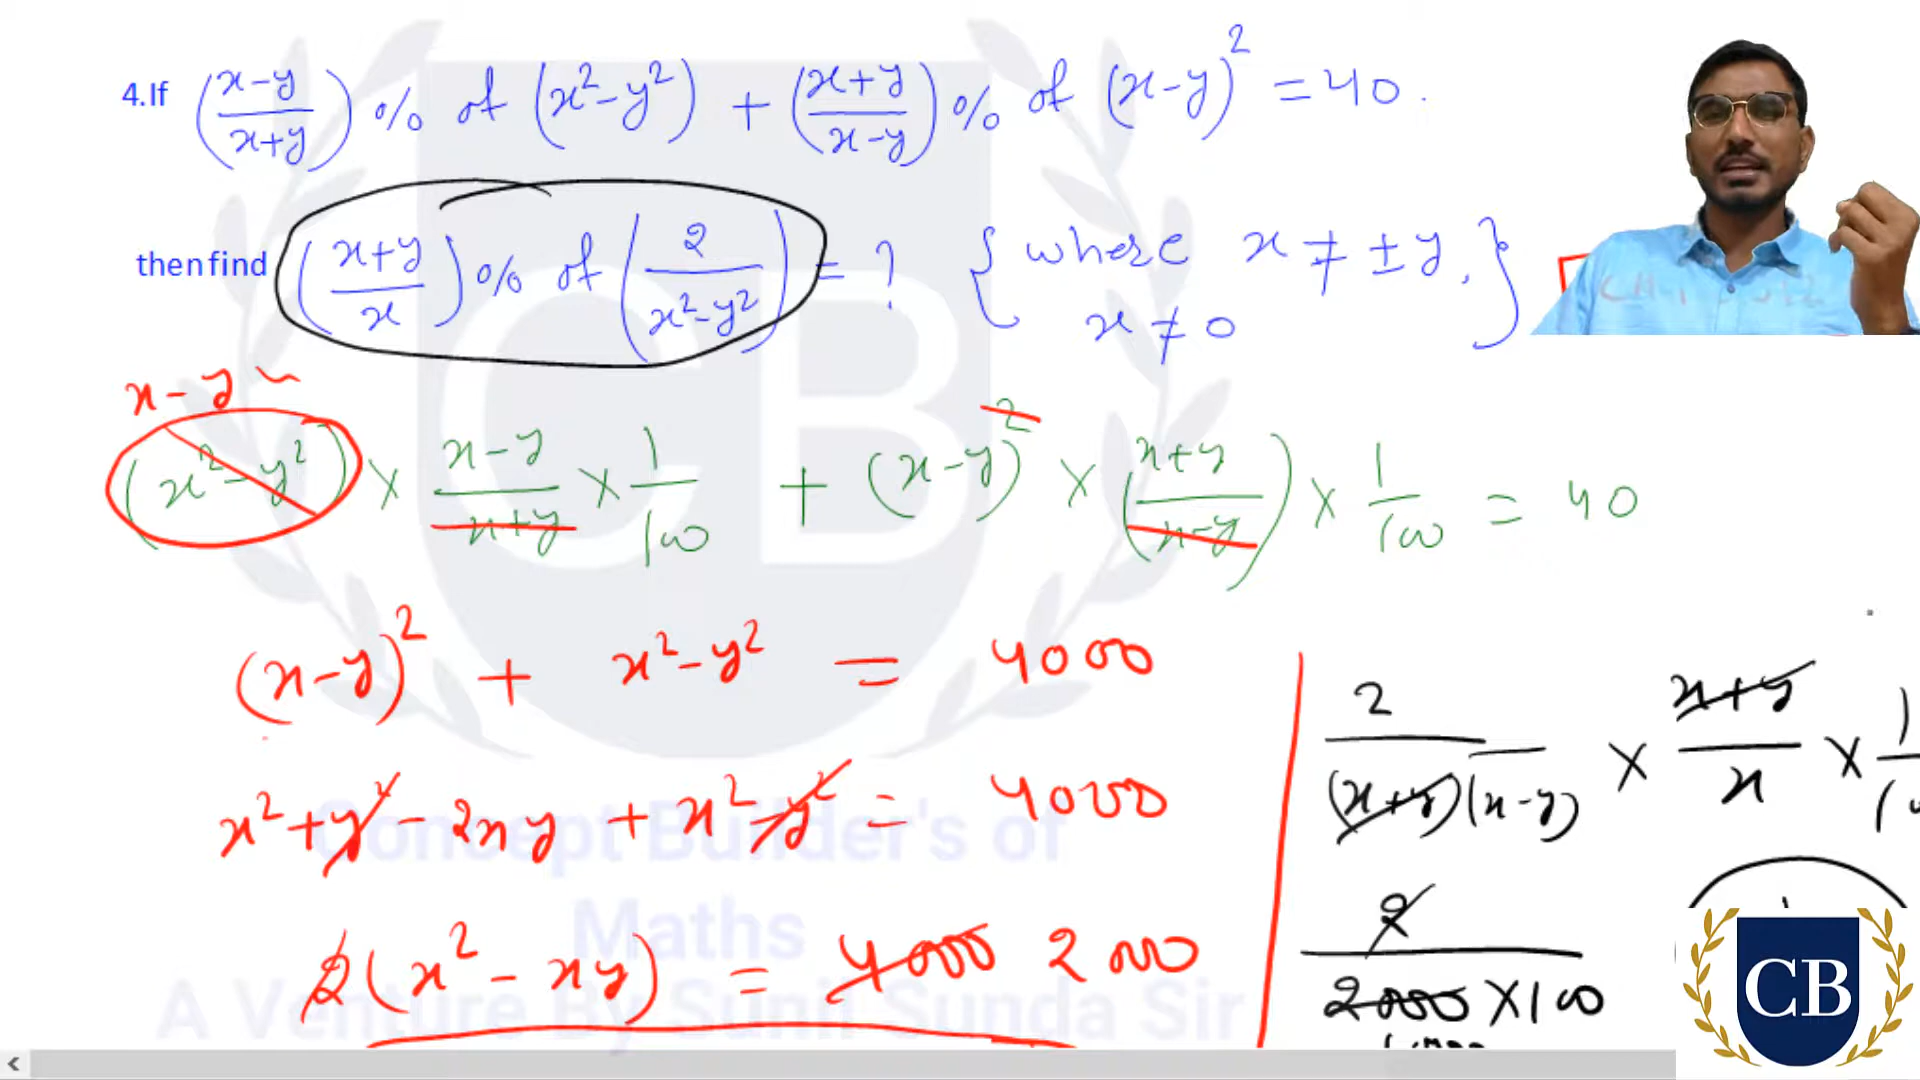 4.If ((x-y)/(x+y)) % of (x²-y²) + ((x+y)/(x-y)) % of (x-y)² = 40.
then find ((x+y)/x) % of (2/(x²-y²)) = ? {where x ≠ ±y, x ≠ 0}
x-y
(x²-y²) × (x-y)/(x+y) × 1/100 + (x-y)² × ((x+y)/(x-y)) × 1/100 = 40
(x-y)² + x²-y² = 4000
x² + y² - 2xy + x² - y² = 4000
2(x² - xy) = 4000 2000
2/((x+y)(x-y)) × (x+y)/x × 1/
2/(2000×100)
Concept Builder's of
Maths
A Venture By Sunil Sunda Sir
CB
CB